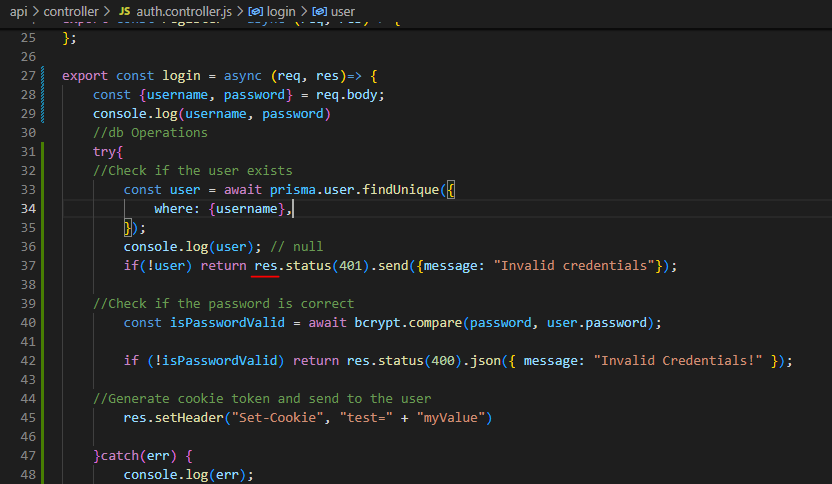 api > controller > JS auth.controller.js > login > user
25 };
26
27 export const login = async (req, res)=> {
28 const {username, password} = req.body;
29 console.log(username, password)
30 //db Operations
31 try{
32 //Check if the user exists
33 const user = await prisma.user.findUnique({
34 where: {username},
35 });
36 console.log(user); // null
37 if(!user) return res.status(401).send({message: "Invalid credentials"});
38
39 //Check if the password is correct
40 const isPasswordValid = await bcrypt.compare(password, user.password);
41
42 if (!isPasswordValid) return res.status(400).json({ message: "Invalid Credentials!" });
43
44 //Generate cookie token and send to the user
45 res.setHeader("Set-Cookie", "test=" + "myValue")
46
47 }catch(err) {
48 console.log(err);